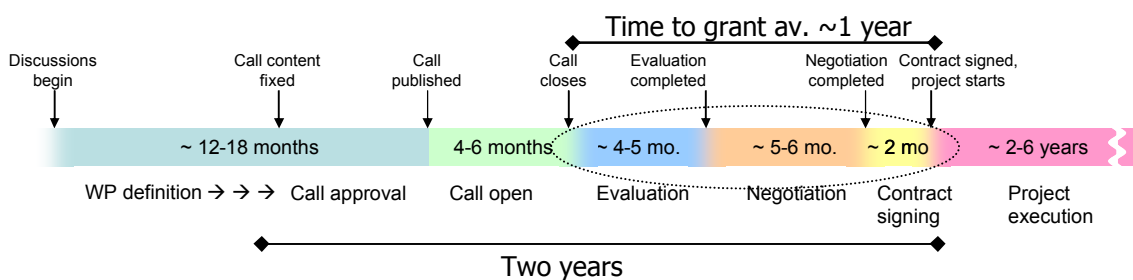 Time to grant av. ~1 year
Discussions begin
Call content fixed
Call published
Call closes
Evaluation completed
Negotiation completed
Contract signed, project starts
~ 12-18 months
4-6 months
~ 4-5 mo.
~ 5-6 mo.
~ 2 mo
~ 2-6 years
WP definition → → →
Call approval
Call open
Evaluation
Negotiation
Contract signing
Project execution
Two years